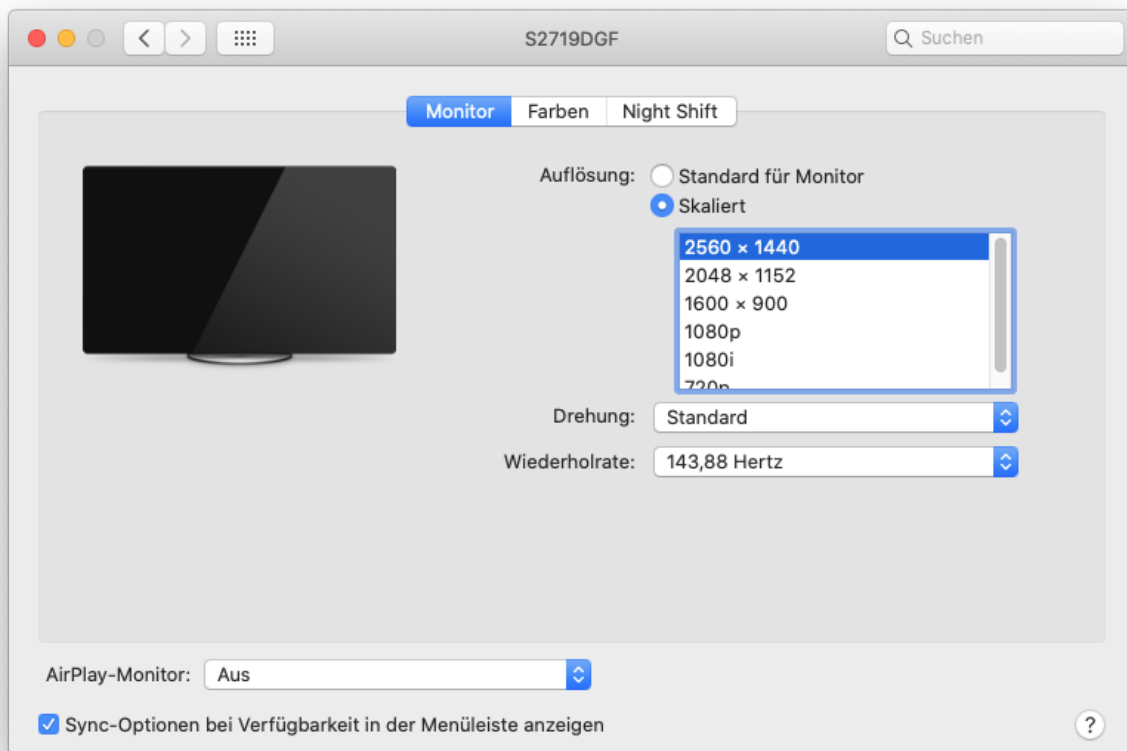 S2719DGF
Suchen
Monitor Farben Night Shift
Auflösung: Standard für Monitor
Skaliert
2560 × 1440
2048 × 1152
1600 × 900
1080p
1080i
720p
Drehung: Standard
Wiederholrate: 143,88 Hertz
AirPlay-Monitor: Aus
Sync-Optionen bei Verfügbarkeit in der Menüleiste anzeigen
?